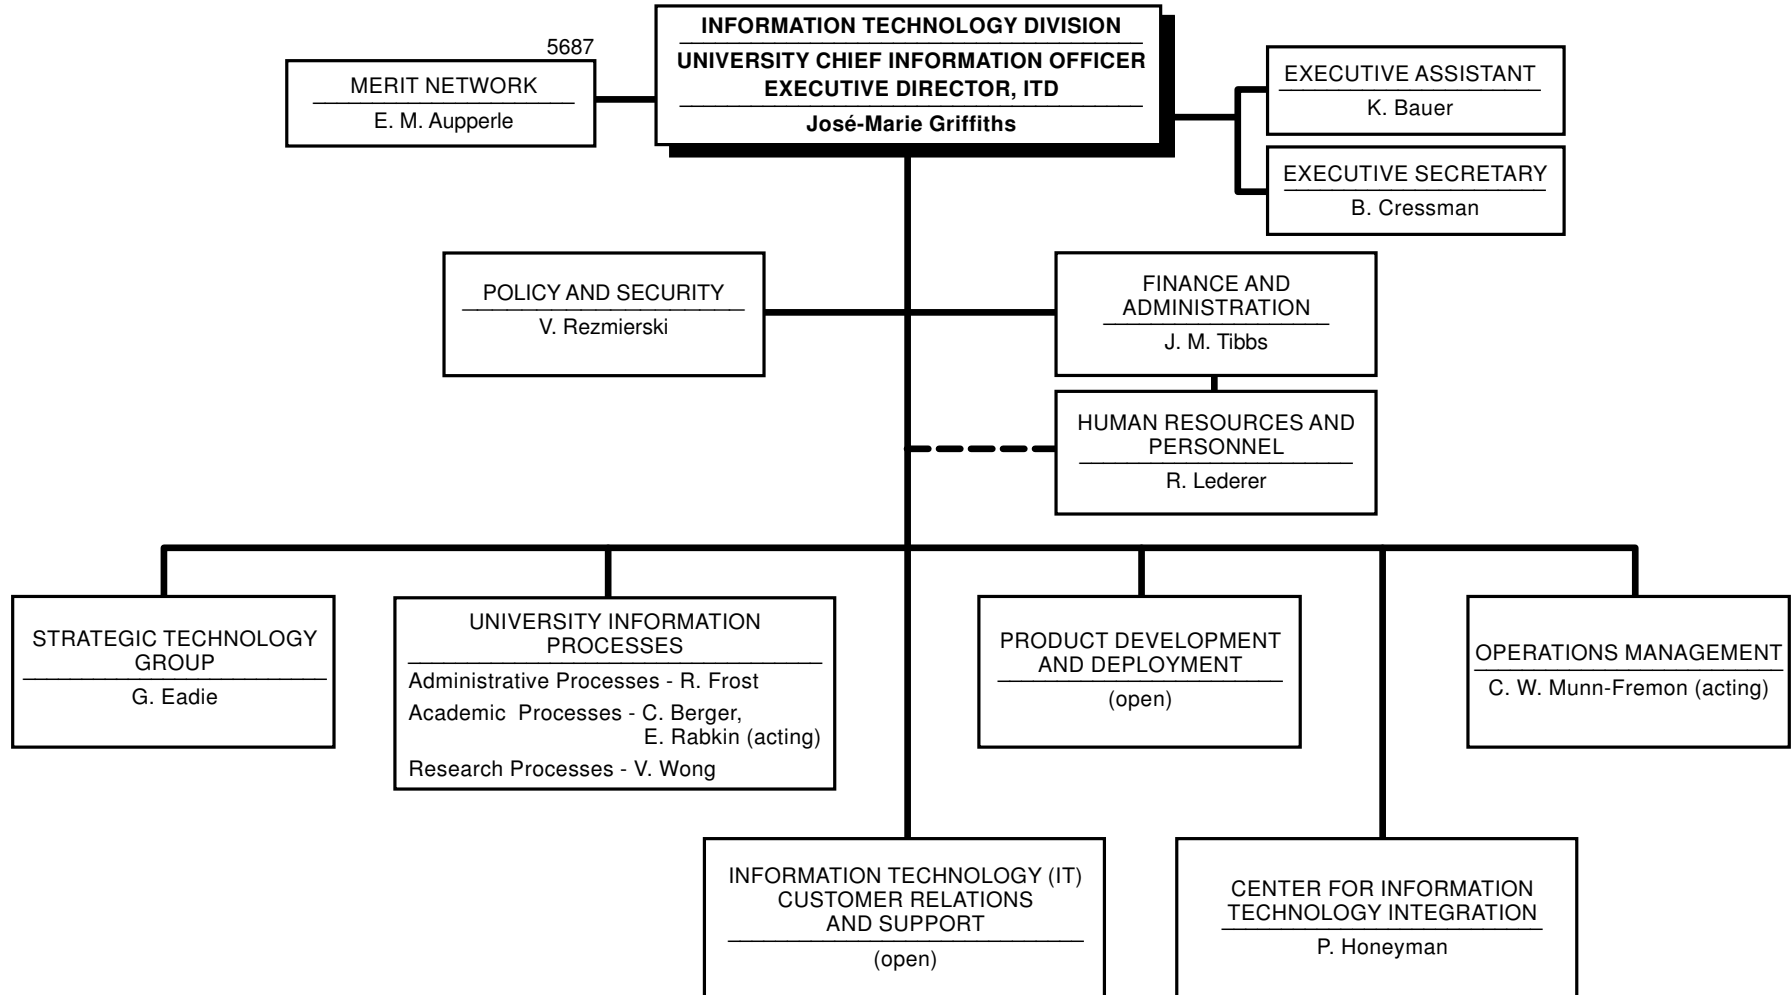 INFORMATION TECHNOLOGY DIVISION
UNIVERSITY CHIEF INFORMATION OFFICER
EXECUTIVE DIRECTOR, ITD
José-Marie Griffiths
5687
MERIT NETWORK
E. M. Aupperle
EXECUTIVE ASSISTANT
K. Bauer
EXECUTIVE SECRETARY
B. Cressman
POLICY AND SECURITY
V. Rezmierski
FINANCE AND
ADMINISTRATION
J. M. Tibbs
HUMAN RESOURCES AND
PERSONNEL
R. Lederer
STRATEGIC TECHNOLOGY
GROUP
G. Eadie
UNIVERSITY INFORMATION
PROCESSES
Administrative Processes - R. Frost
Academic Processes - C. Berger,
E. Rabkin (acting)
Research Processes - V. Wong
PRODUCT DEVELOPMENT
AND DEPLOYMENT
(open)
OPERATIONS MANAGEMENT
C. W. Munn-Fremon (acting)
INFORMATION TECHNOLOGY (IT)
CUSTOMER RELATIONS
AND SUPPORT
(open)
CENTER FOR INFORMATION
TECHNOLOGY INTEGRATION
P. Honeyman